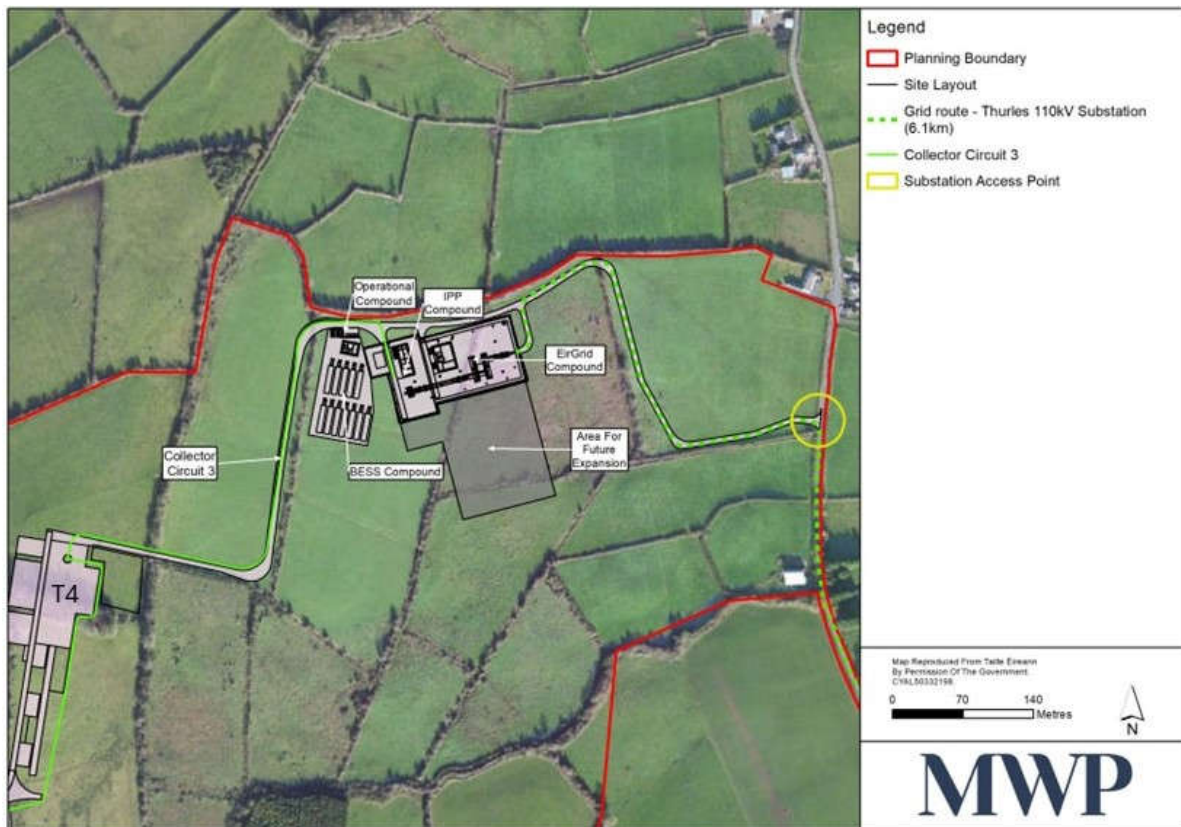 Legend
Planning Boundary
Site Layout
Grid route - Thurles 110kV Substation
(6.1km)
Collector Circuit 3
Substation Access Point
Operational
Compound
IPP
Compound
EirGrid
Compound
Area For
Future
Expansion
Collector
Circuit 3
BESS Compound
T4
Map Reproduced From Tailte Éireann
By Permission Of The Government.
CYAL50332198
0 70 140
Metres
N
MWP